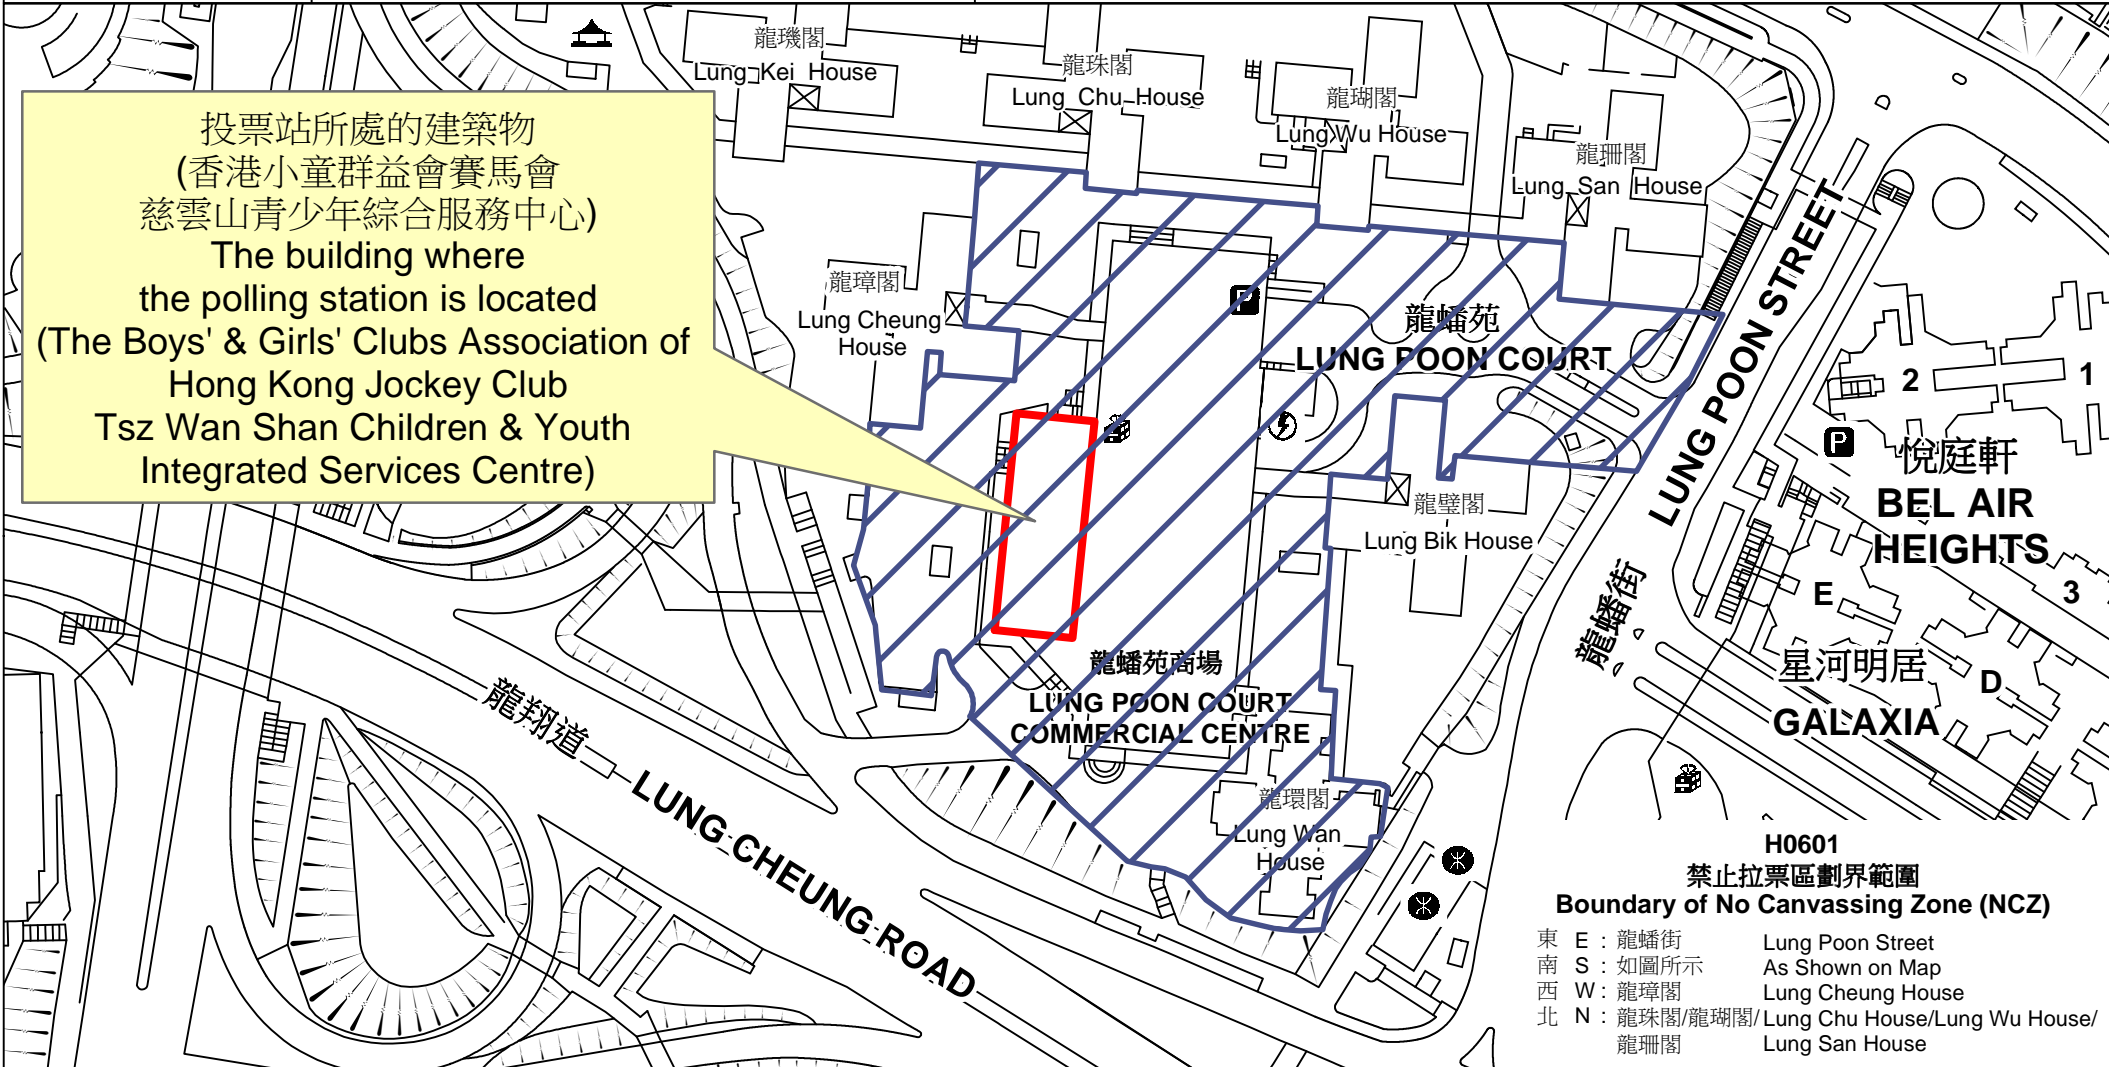 龍璣閣
Lung Kei House
龍珠閣
Lung Chu House
龍瑚閣
Lung Wu House
龍珊閣
Lung San House
投票站所處的建築物
(香港小童群益會賽馬會
慈雲山青少年綜合服務中心)
The building where
the polling station is located
(The Boys' & Girls' Clubs Association of
Hong Kong Jockey Club
Tsz Wan Shan Children & Youth
Integrated Services Centre)
龍璋閣
Lung Cheung
House
P
龍蟠苑
LUNG POON COURT
LUNG POON STREET
龍蟠街
2
1
P
悅庭軒
BEL AIR
HEIGHTS
3
E
D
星河明居
GALAXIA
龍璧閣
Lung Bik House
龍蟠苑商場
LUNG POON COURT
COMMERCIAL CENTRE
龍環閣
Lung Wan
House
龍翔道
LUNG CHEUNG ROAD
H0601
禁止拉票區劃界範圍
Boundary of No Canvassing Zone (NCZ)
東 E : 龍蟠街 Lung Poon Street
南 S : 如圖所示 As Shown on Map
西 W : 龍璋閣 Lung Cheung House
北 N : 龍珠閣/龍瑚閣/ Lung Chu House/Lung Wu House/
龍珊閣 Lung San House